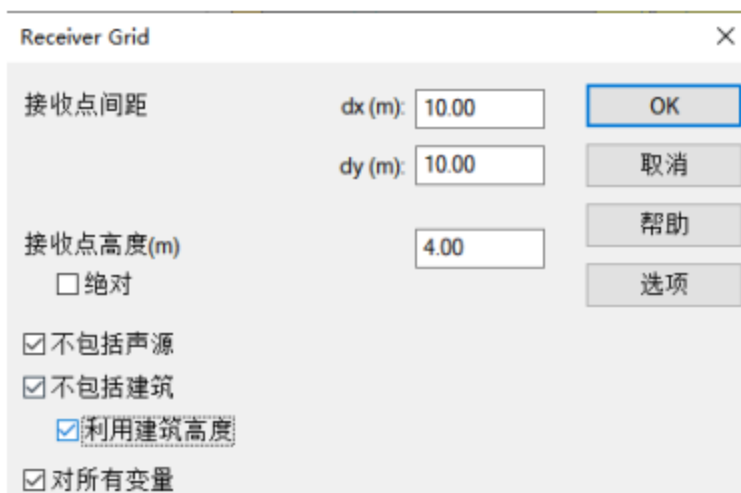 Receiver Grid
接收点间距 dx (m): 10.00 OK
dy (m): 10.00 取消
帮助
接收点高度(m) 4.00
绝对 选项
不包括声源
不包括建筑
利用建筑高度
对所有变量